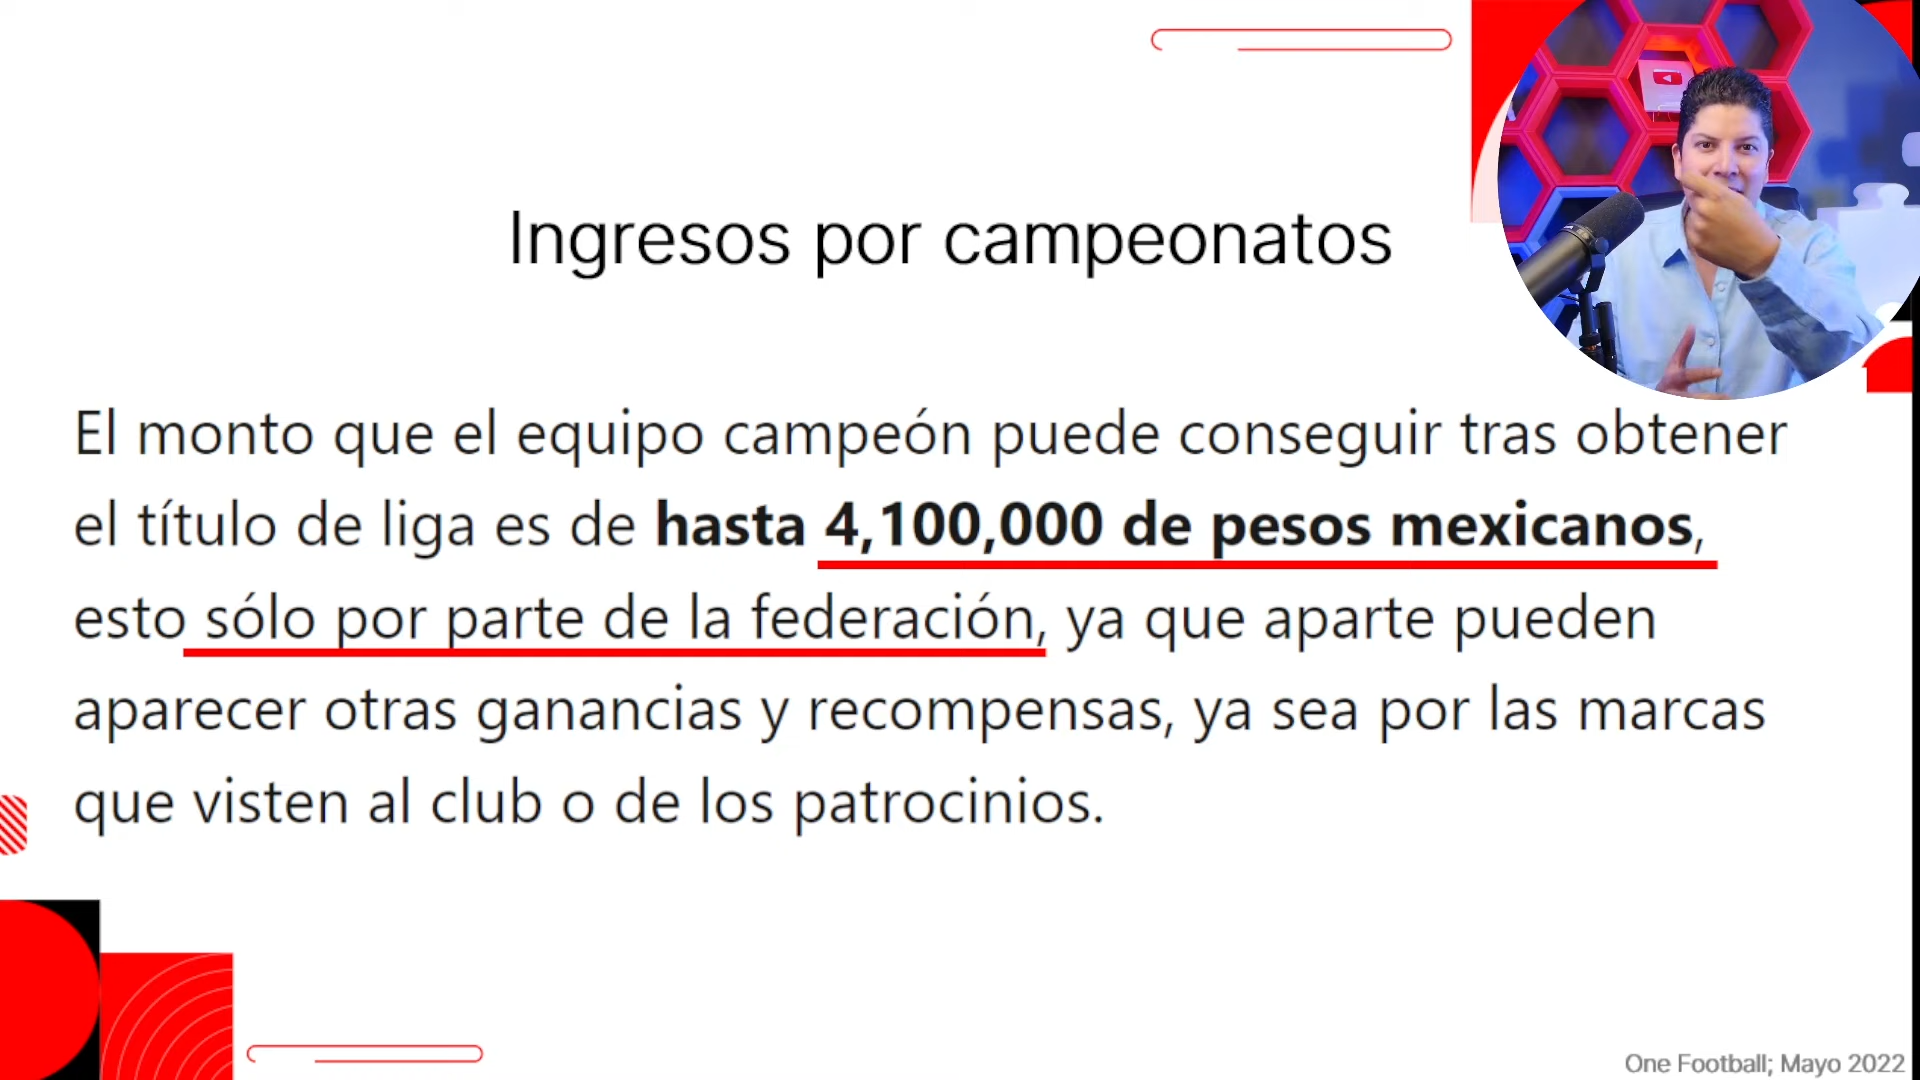 Ingresos por campeonatos
El monto que el equipo campeón puede conseguir tras obtener
el título de liga es de hasta 4,100,000 de pesos mexicanos,
esto sólo por parte de la federación, ya que aparte pueden
aparecer otras ganancias y recompensas, ya sea por las marcas
que visten al club o de los patrocinios.
One Football; Mayo 2022